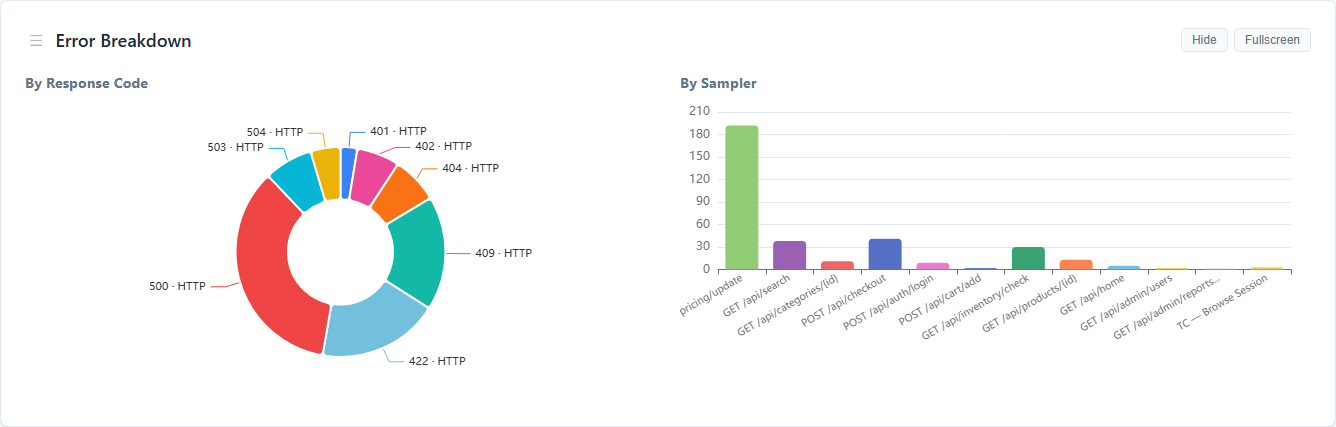 Error Breakdown
Hide
Fullscreen
By Response Code
504 · HTTP
401 · HTTP
503 · HTTP
402 · HTTP
404 · HTTP
409 · HTTP
500 · HTTP
422 · HTTP
By Sampler
210
180
150
120
90
60
30
0
pricing/update
GET /api/search
GET /api/categories/{id}
POST /api/checkout
POST /api/auth/login
POST /api/cart/add
GET /api/inventory/check
GET /api/products/{id}
GET /api/home
GET /api/admin/users
GET /api/admin/reports...
TC — Browse Session